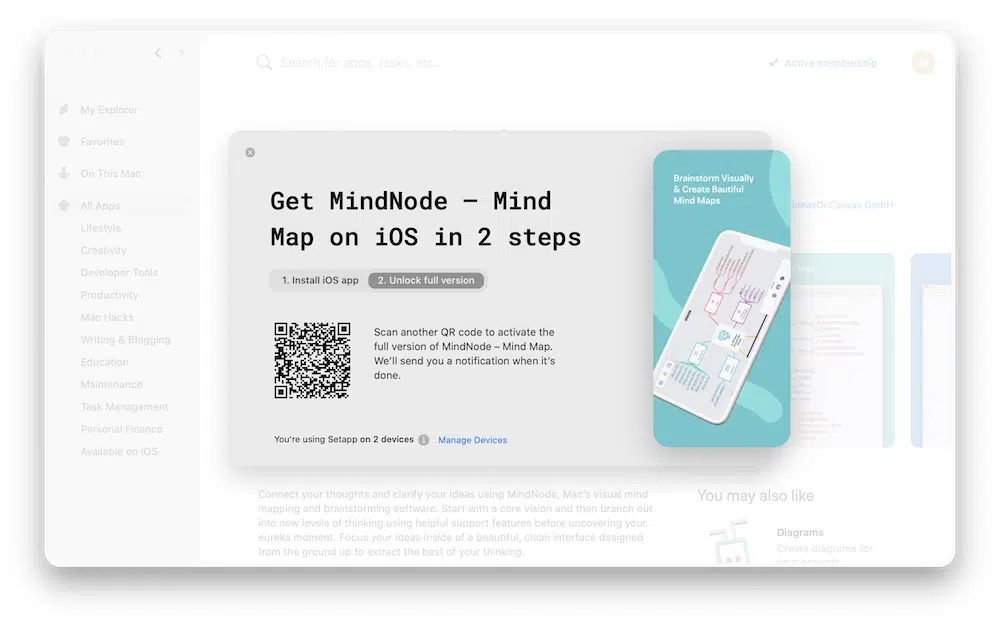 Search for apps, tasks, etc...
Active membership
My Explorer
Favorites
On This Mac
All Apps
Lifestyle
Creativity
Developer Tools
Productivity
Mac Hacks
Writing & Blogging
Education
Maintenance
Task Management
Personal Finance
Available on iOS
Get MindNode – Mind
Map on iOS in 2 steps
1. Install iOS app
2. Unlock full version
Scan another QR code to activate the
full version of MindNode – Mind Map.
We'll send you a notification when it's
done.
You're using Setapp on 2 devices
Manage Devices
Brainstorm Visually
& Create Bautiful
Mind Maps
IdeasOnCanvas GmbH
Connect your thoughts and clarify your ideas using MindNode, Mac's visual mind
mapping and brainstorming software. Start with a core vision and then branch out
into new levels of thinking using helpful support features before uncovering your
eureka moment. Focus your ideas inside of a beautiful, clean interface designed
from the ground up to extract the best of your thinking.
You may also like
Diagrams
Create diagrams for
your projects